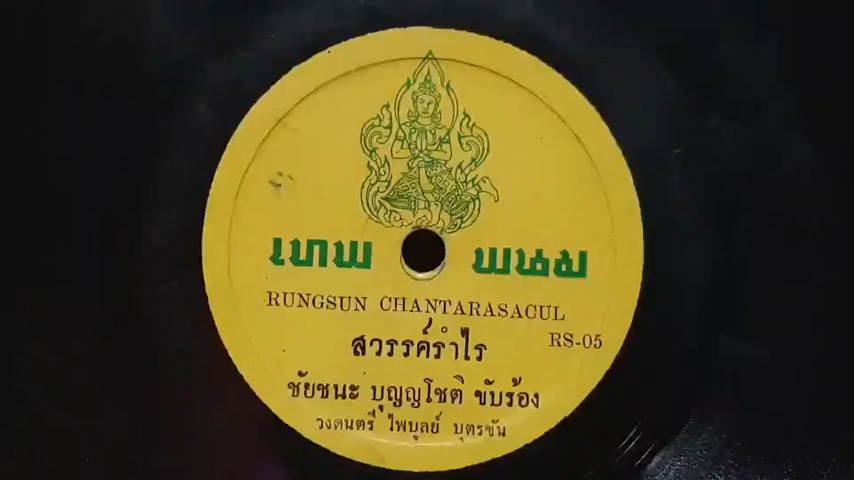 เทพ พนม
RUNGSUN CHANTARASACUL
RS-05
สวรรค์รำไร
ชัยชนะ บุญญโชติ ขับร้อง
วงดนตรี ไพบูลย์ บุตรขัน